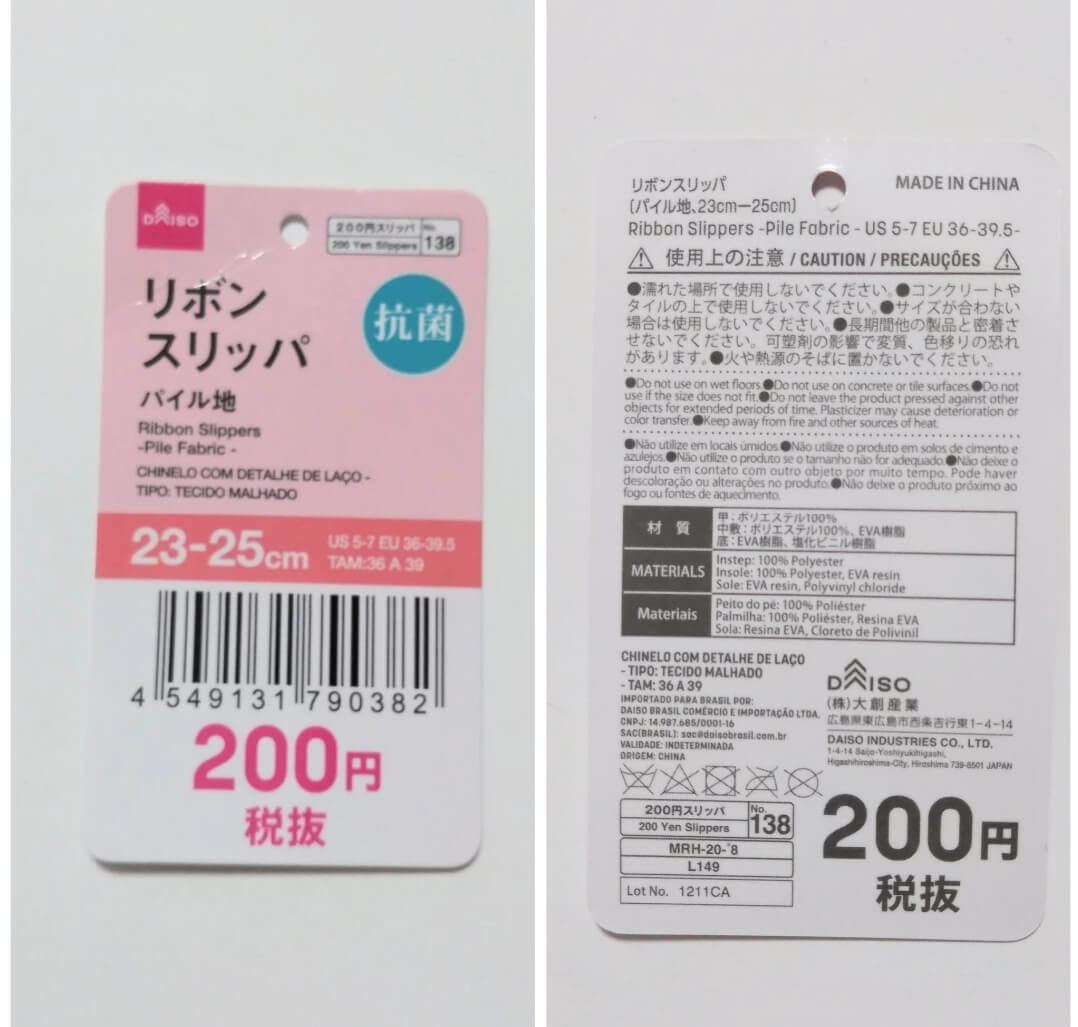 DAISO
200円スリッパ
200 Yen Slippers
No.
138
リボン
スリッパ
抗菌
パイル地
Ribbon Slippers
-Pile Fabric -
CHINELO COM DETALHE DE LAÇO -
TIPO: TECIDO MALHADO
23-25cm
US 5-7 EU 36-39.5
TAM:36 A 39
4 549131 790382
200円
税抜
リボンスリッパ
MADE IN CHINA
(パイル地、23cmー25cm)
Ribbon Slippers -Pile Fabric - US 5-7 EU 36-39.5-
使用上の注意 / CAUTION / PRECAUÇÕES
●濡れた場所で使用しないでください。●コンクリートや
タイルの上で使用しないでください。●サイズが合わない
場合は使用しないでください。●長期間他の製品と密着さ
せないでください。可塑剤の影響で変質、色移りの恐れ
があります。●火や熱源のそばに置かないでください。
●Do not use on wet floors.●Do not use on concrete or tile surfaces.●Do not
use if the size does not fit.●Do not leave the product pressed against other
objects for extended periods of time. Plasticizer may cause deterioration or
color transfer.●Keep away from fire and other sources of heat.
●Não utilize em locais úmidos.●Não utilize o produto em solos de cimento e
azulejos.●Não utilize o produto se o tamanho não for adequado.●Não deixe o
produto em contato com outro objeto por muito tempo. Pode haver
descoloração ou alterações no produto.●Não deixe o produto próximo ao
fogo ou fontes de aquecimento.
材質
甲：ポリエステル100%
中敷：ポリエステル100%、EVA樹脂
底：EVA樹脂、塩化ビニル樹脂
MATERIALS
Instep: 100% Polyester
Insole: 100% Polyester, EVA resin
Sole: EVA resin, Polyvinyl chloride
Materiais
Peito do pé: 100% Poliéster
Palmilha: 100% Poliéster, Resina EVA
Sola: Resina EVA, Cloreto de Polivinil
CHINELO COM DETALHE DE LAÇO
- TIPO: TECIDO MALHADO
- TAM: 36 A 39
IMPORTADO PARA BRASIL POR:
DAISO BRASIL COMÉRCIO E IMPORTAÇÃO LTDA.
CNPJ: 14.987.685/0001-16
SAC(BRASIL): sac@daisobrasil.com.br
VALIDADE: INDETERMINADA
ORIGEM: CHINA
DAISO
(株)大創産業
広島県東広島市西条吉行東1-4-14
DAISO INDUSTRIES CO., LTD.
1-4-14 Saijo-Yoshiyukihigashi,
Higashihiroshima-City, Hiroshima 739-8501 JAPAN
200円スリッパ
200 Yen Slippers
No.
138
MRH-20-'8
L149
Lot No. 1211CA
200円
税抜